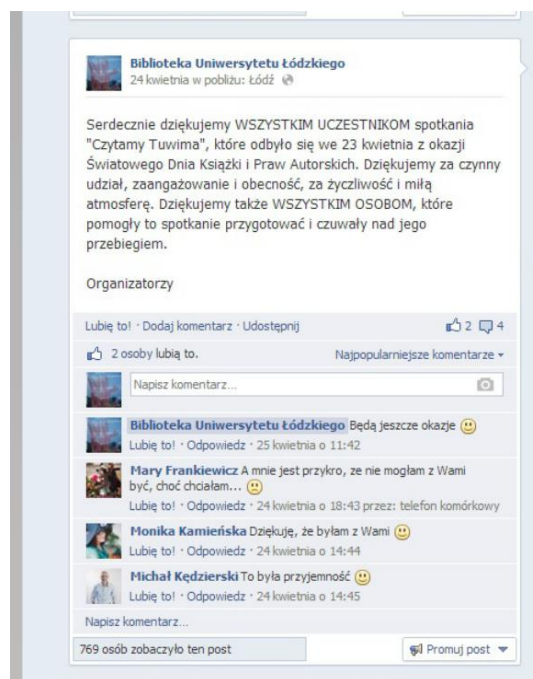 Biblioteka Uniwersytetu Łódzkiego
24 kwietnia w pobliżu: Łódź
Serdecznie dziękujemy WSZYSTKIM UCZESTNIKOM spotkania
"Czytamy Tuwima", które odbyło się we 23 kwietnia z okazji
Światowego Dnia Książki i Praw Autorskich. Dziękujemy za czynny
udział, zaangażowanie i obecność, za życzliwość i miłą
atmosferę. Dziękujemy także WSZYSTKIM OSOBOM, które
pomogły to spotkanie przygotować i czuwały nad jego
przebiegiem.
Organizatorzy
Lubię to! · Dodaj komentarz · Udostępnij 2 4
2 osoby lubią to. Najpopularniejsze komentarze
Napisz komentarz...
Biblioteka Uniwersytetu Łódzkiego Będą jeszcze okazje
Lubię to! · Odpowiedz · 25 kwietnia o 11:42
Mary Frankiewicz A mnie jest przykro, ze nie mogłam z Wami
być, choć chciałam...
Lubię to! · Odpowiedz · 24 kwietnia o 18:43 przez: telefon komórkowy
Monika Kamieńska Dziękuję, że byłam z Wami
Lubię to! · Odpowiedz · 24 kwietnia o 14:44
Michał Kędzierski To była przyjemność
Lubię to! · Odpowiedz · 24 kwietnia o 14:45
Napisz komentarz...
769 osób zobaczyło ten post Promuj post